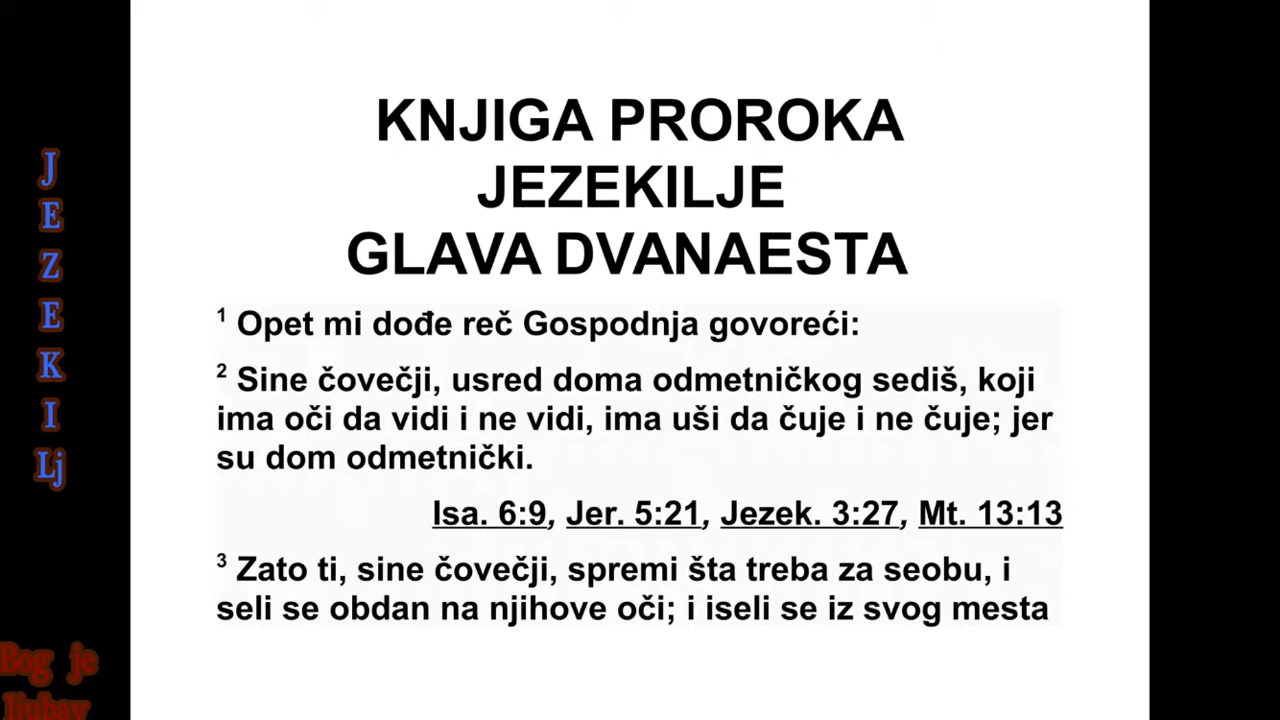 J
E
Z
E
K
I
Lj
Bog je
ljubav
KNJIGA PROROKA
JEZEKILJE
GLAVA DVANAESTA
1 Opet mi dođe reč Gospodnja govoreći:
2 Sine čovečji, usred doma odmetničkog sediš, koji
ima oči da vidi i ne vidi, ima uši da čuje i ne čuje; jer
su dom odmetnički.
Isa. 6:9, Jer. 5:21, Jezek. 3:27, Mt. 13:13
3 Zato ti, sine čovečji, spremi šta treba za seobu, i
seli se obdan na njihove oči; i iseli se iz svog mesta